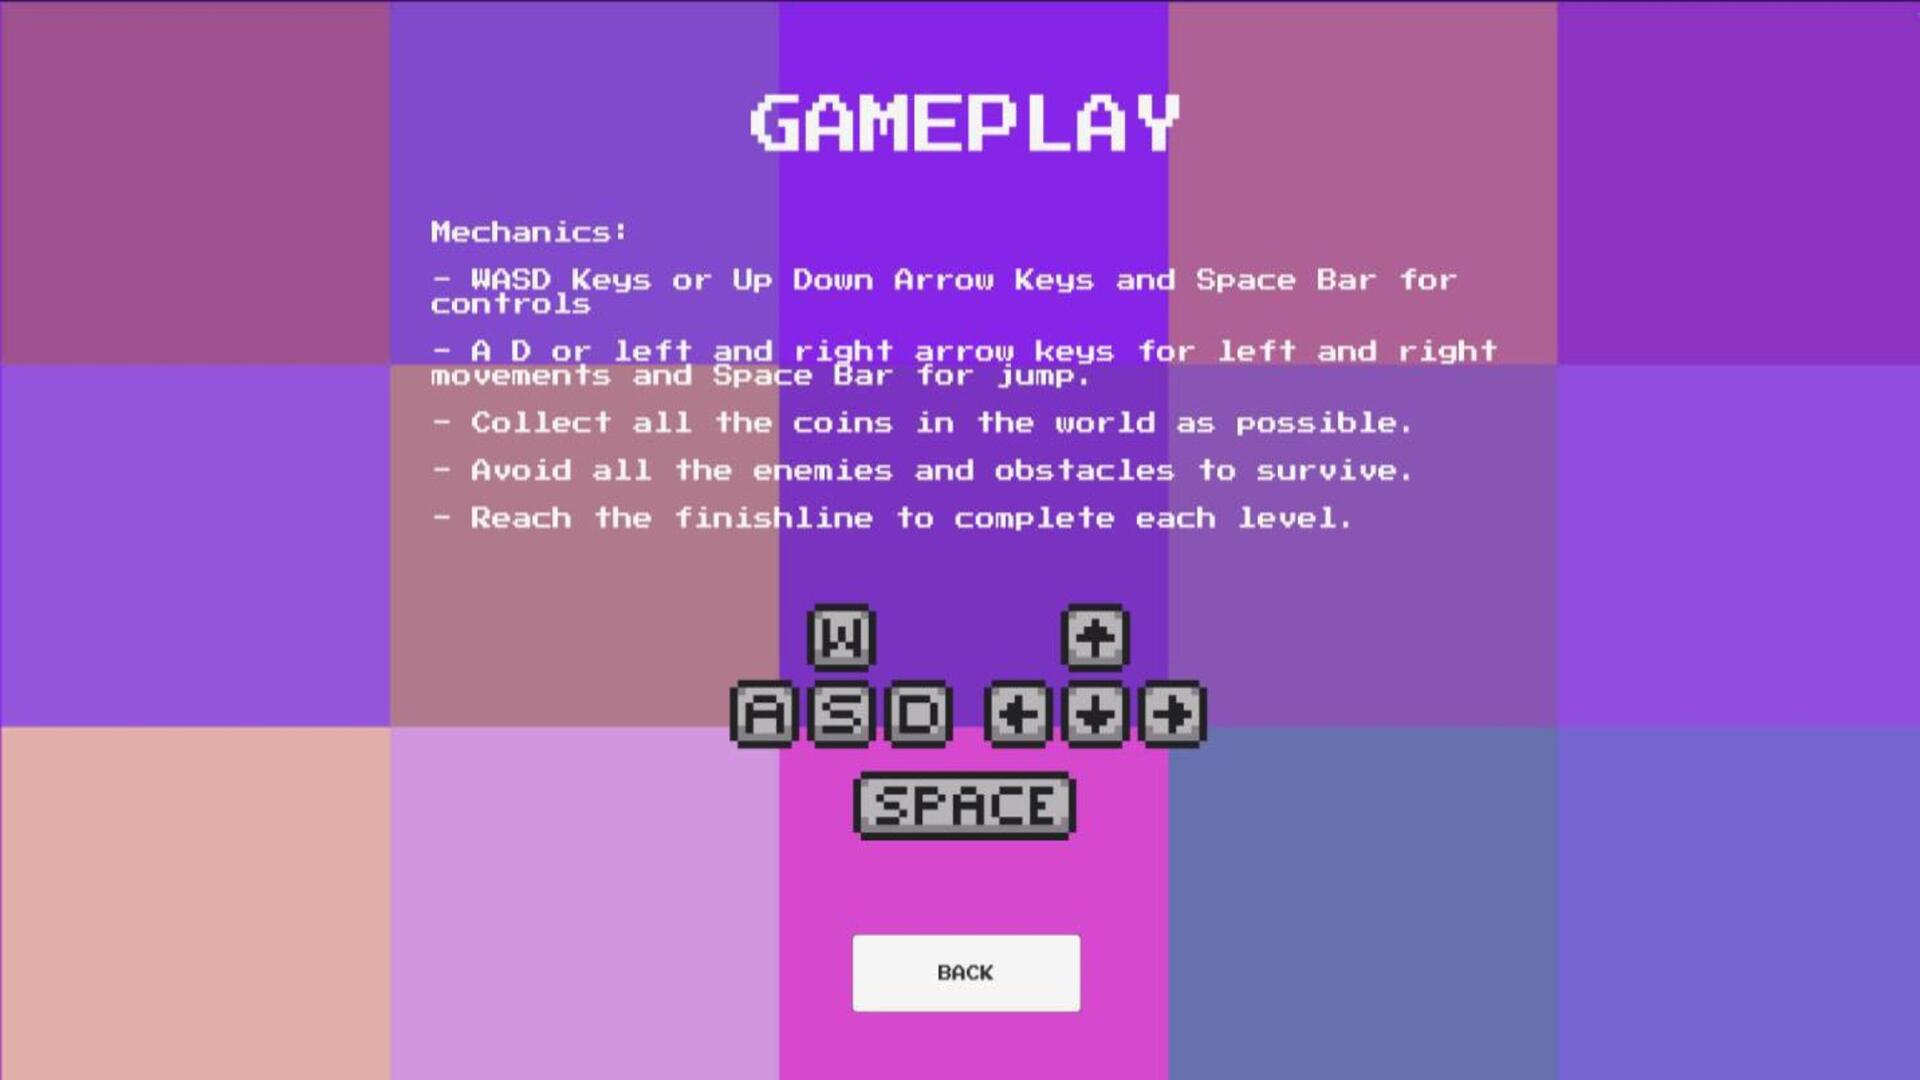 GAMEPLAY
Mechanics:
- WASD Keys or Up Down Arrow Keys and Space Bar for
controls
- A D or left and right arrow keys for left and right
movements and Space Bar for jump.
- Collect all the coins in the world as possible.
- Avoid all the enemies and obstacles to survive.
- Reach the finishline to complete each level.
W ↑
A S D ← ↓ →
SPACE
BACK